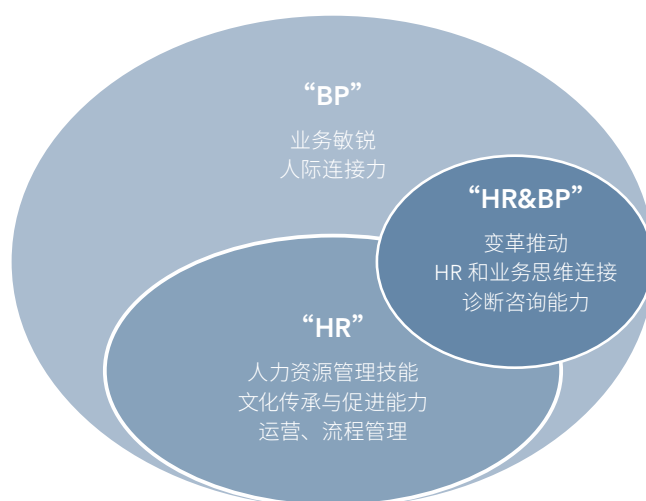 “BP”
业务敏锐
人际连接力
“HR&BP”
变革推动
HR 和业务思维连接
诊断咨询能力
“HR”
人力资源管理技能
文化传承与促进能力
运营、流程管理